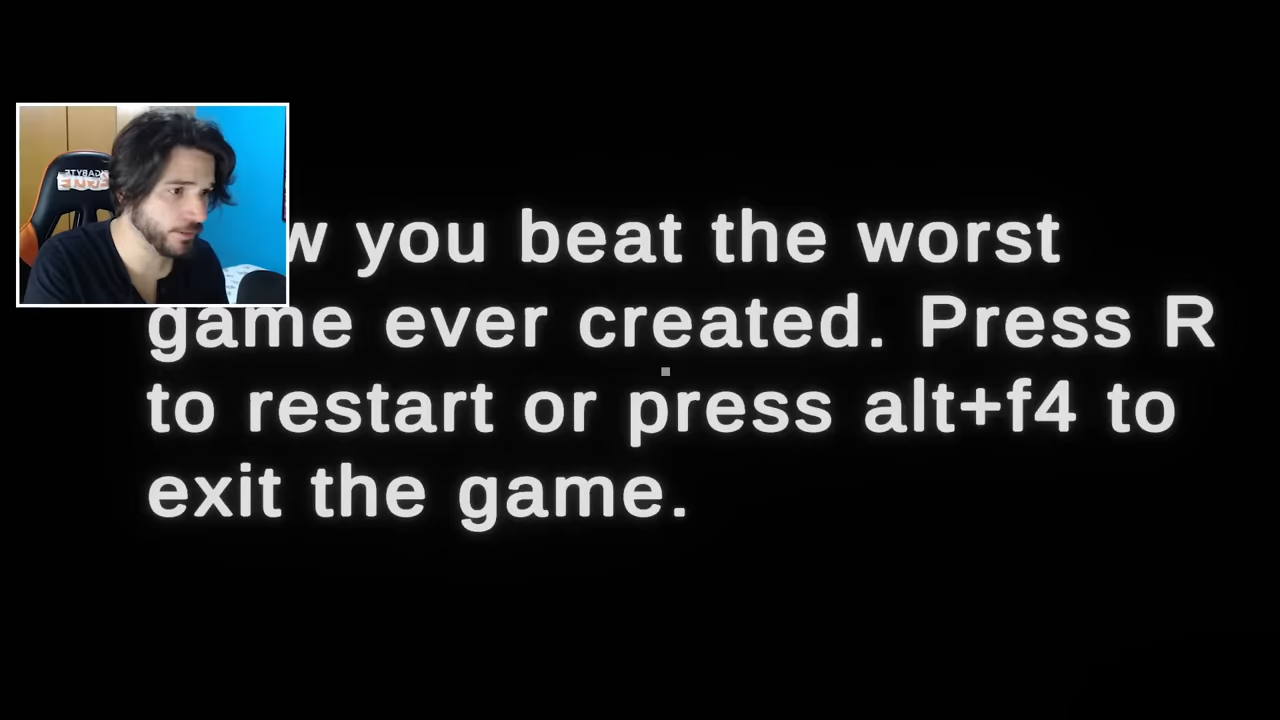 you beat the worst
game ever created. Press R
to restart or press alt+f4 to
exit the game.